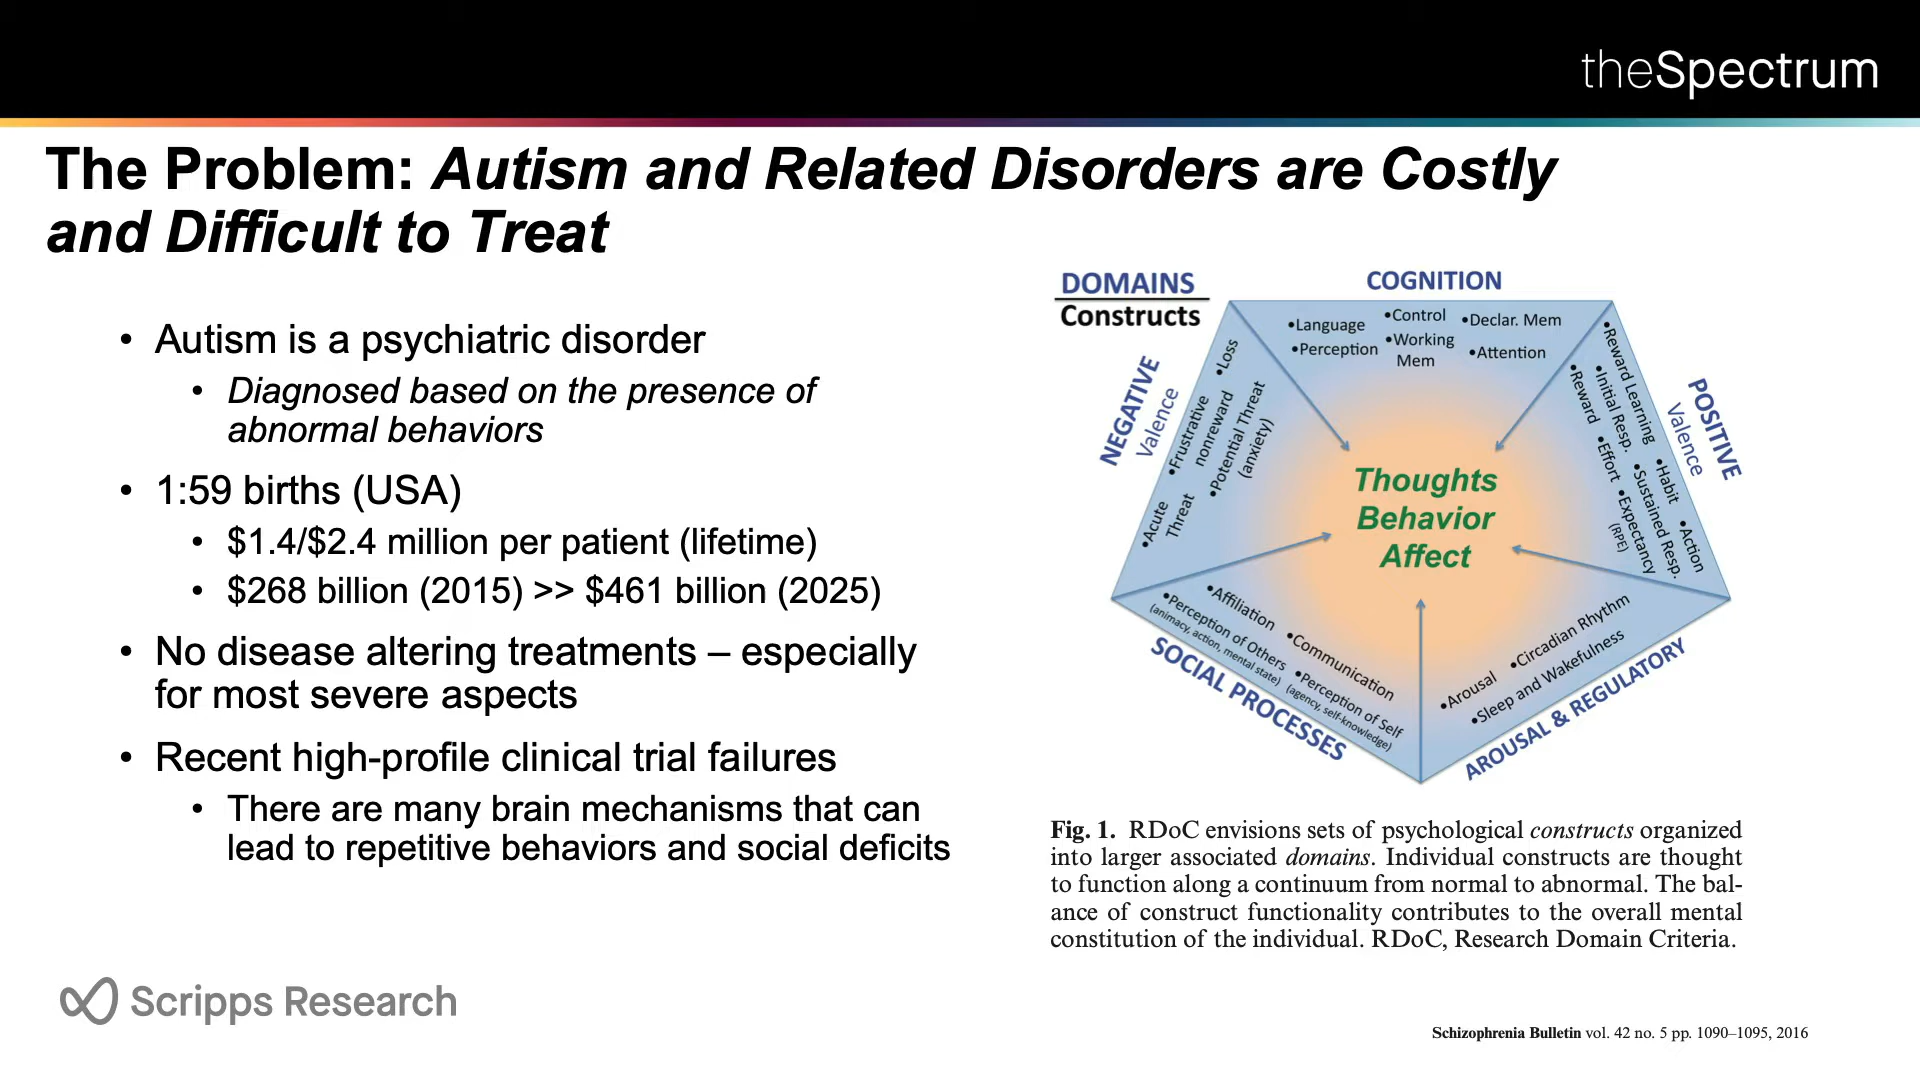 theSpectrum
The Problem: Autism and Related Disorders are Costly
and Difficult to Treat
• Autism is a psychiatric disorder
• Diagnosed based on the presence of
abnormal behaviors
• 1:59 births (USA)
• $1.4/$2.4 million per patient (lifetime)
• $268 billion (2015) >> $461 billion (2025)
• No disease altering treatments – especially
for most severe aspects
• Recent high-profile clinical trial failures
• There are many brain mechanisms that can
lead to repetitive behaviors and social deficits
DOMAINS
Constructs
COGNITION
•Language
•Perception
•Control
•Working
Mem
•Declar. Mem
•Attention
NEGATIVE
Valence
•Loss
•Frustrative
nonreward
•Potential Threat
(anxiety)
•Acute
Threat
POSITIVE
Valence
•Reward Learning
•Initial Resp.
•Reward
•Effort
•Habit
•Sustained Resp.
•Expectancy
(RPE)
•Action
Thoughts
Behavior
Affect
SOCIAL PROCESSES
•Affiliation
•Perception of Others
(animacy, action, mental state)
•Communication
•Perception of Self
(agency, self-knowledge)
AROUSAL & REGULATORY
•Arousal
•Circadian Rhythm
•Sleep and Wakefulness
Fig. 1. RDoC envisions sets of psychological constructs organized
into larger associated domains. Individual constructs are thought
to function along a continuum from normal to abnormal. The bal-
ance of construct functionality contributes to the overall mental
constitution of the individual. RDoC, Research Domain Criteria.
Scripps Research
Schizophrenia Bulletin vol. 42 no. 5 pp. 1090–1095, 2016